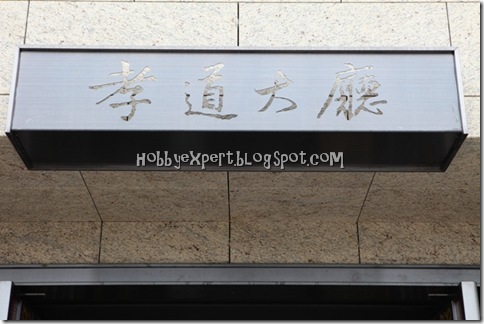 孝道大廳
HobbyeXpert.blogspot.com